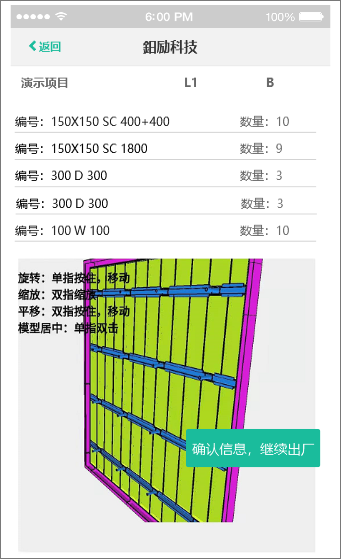 6:00 PM 100%
返回 鉬励科技
演示项目 L1 B
编号：150X150 SC 400+400 数量：10
编号：150X150 SC 1800 数量：9
编号：300 D 300 数量：3
编号：300 D 300 数量：3
编号：100 W 100 数量：10
旋转：单指按住，移动
缩放：双指缩放
平移：双指按住，移动
模型居中：单指双击
确认信息，继续出厂